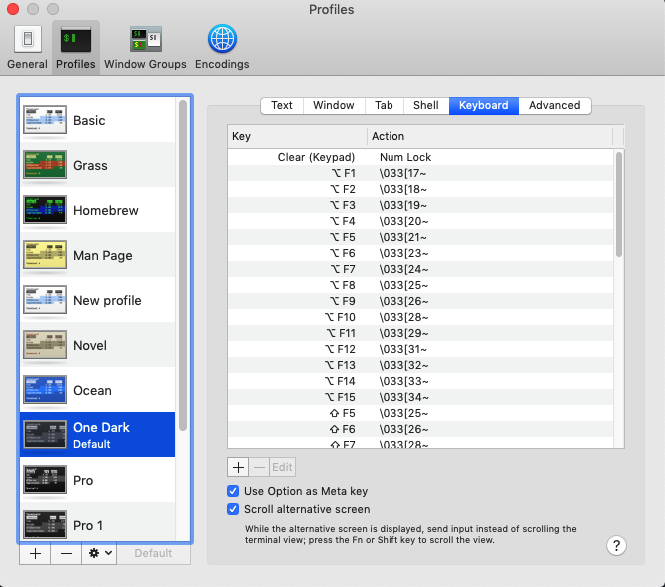 Profiles
General
Profiles
Window Groups
Encodings
Basic
Grass
Homebrew
Man Page
New profile
Novel
Ocean
One Dark
Default
Pro
Pro 1
Default
Text Window Tab Shell Keyboard Advanced
Key Action
Clear (Keypad) Num Lock
⌥ F1 \033[17~
⌥ F2 \033[18~
⌥ F3 \033[19~
⌥ F4 \033[20~
⌥ F5 \033[21~
⌥ F6 \033[23~
⌥ F7 \033[24~
⌥ F8 \033[25~
⌥ F9 \033[26~
⌥ F10 \033[28~
⌥ F11 \033[29~
⌥ F12 \033[31~
⌥ F13 \033[32~
⌥ F14 \033[33~
⌥ F15 \033[34~
⇧ F5 \033[25~
⇧ F6 \033[26~
⇧ F7 \033[28~
Edit
Use Option as Meta key
Scroll alternative screen
While the alternative screen is displayed, send input instead of scrolling the
terminal view; press the Fn or Shift key to scroll the view.
?